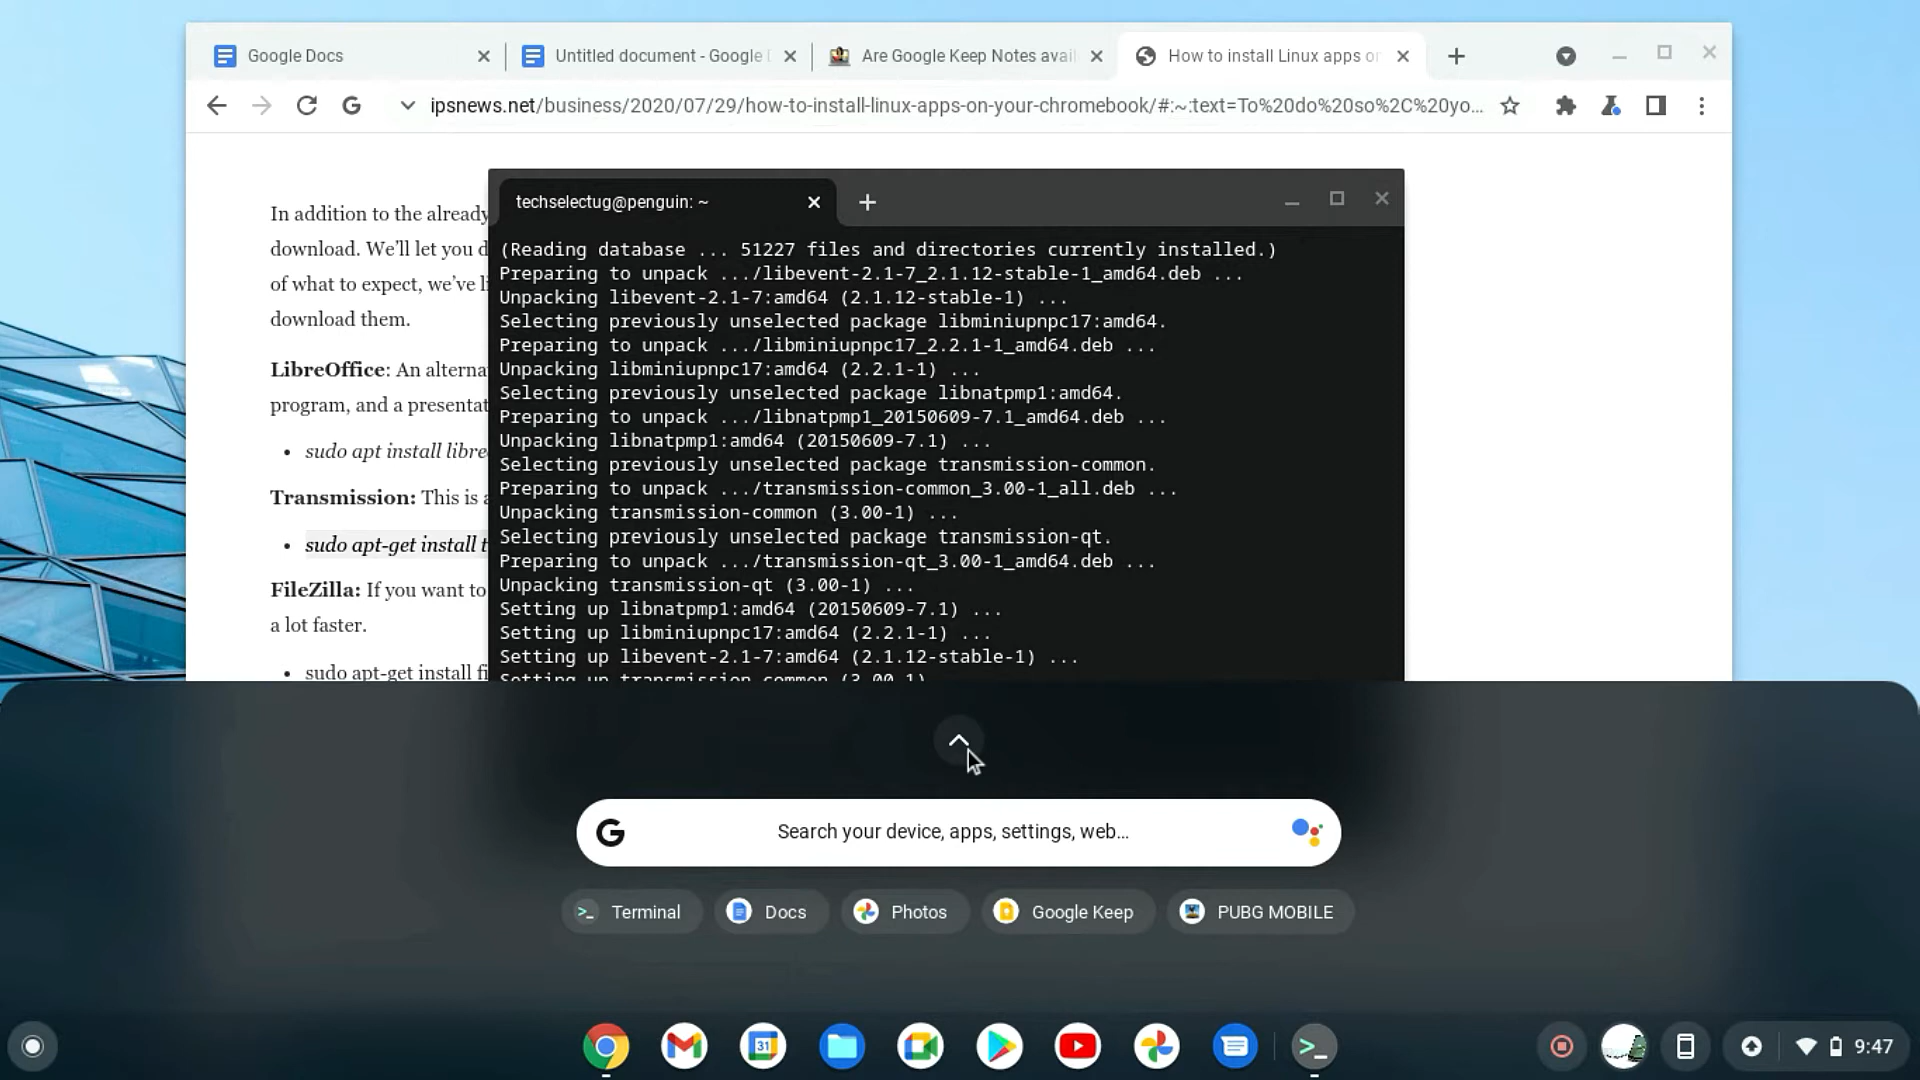 Google Docs
Untitled document - Google D
Are Google Keep Notes avai
How to install Linux apps on
ipsnews.net/business/2020/07/29/how-to-install-linux-apps-on-your-chromebook/#:~:text=To%20do%20so%2C%20yo...
In addition to the already
download. We'll let you d
of what to expect, we've li
download them.
LibreOffice: An alterna
program, and a presentat
• sudo apt install libre
Transmission: This is a
• sudo apt-get install t
FileZilla: If you want to
a lot faster.
• sudo apt-get install fi
techselectug@penguin: ~
(Reading database ... 51227 files and directories currently installed.)
Preparing to unpack .../libevent-2.1-7_2.1.12-stable-1_amd64.deb ...
Unpacking libevent-2.1-7:amd64 (2.1.12-stable-1) ...
Selecting previously unselected package libminiupnpc17:amd64.
Preparing to unpack .../libminiupnpc17_2.2.1-1_amd64.deb ...
Unpacking libminiupnpc17:amd64 (2.2.1-1) ...
Selecting previously unselected package libnatpmp1:amd64.
Preparing to unpack .../libnatpmp1_20150609-7.1_amd64.deb ...
Unpacking libnatpmp1:amd64 (20150609-7.1) ...
Selecting previously unselected package transmission-common.
Preparing to unpack .../transmission-common_3.00-1_all.deb ...
Unpacking transmission-common (3.00-1) ...
Selecting previously unselected package transmission-qt.
Preparing to unpack .../transmission-qt_3.00-1_amd64.deb ...
Unpacking transmission-qt (3.00-1) ...
Setting up libnatpmp1:amd64 (20150609-7.1) ...
Setting up libminiupnpc17:amd64 (2.2.1-1) ...
Setting up libevent-2.1-7:amd64 (2.1.12-stable-1) ...
Setting up transmission-common (3.00-1)
Search your device, apps, settings, web...
Terminal
Docs
Photos
Google Keep
PUBG MOBILE
31
9:47